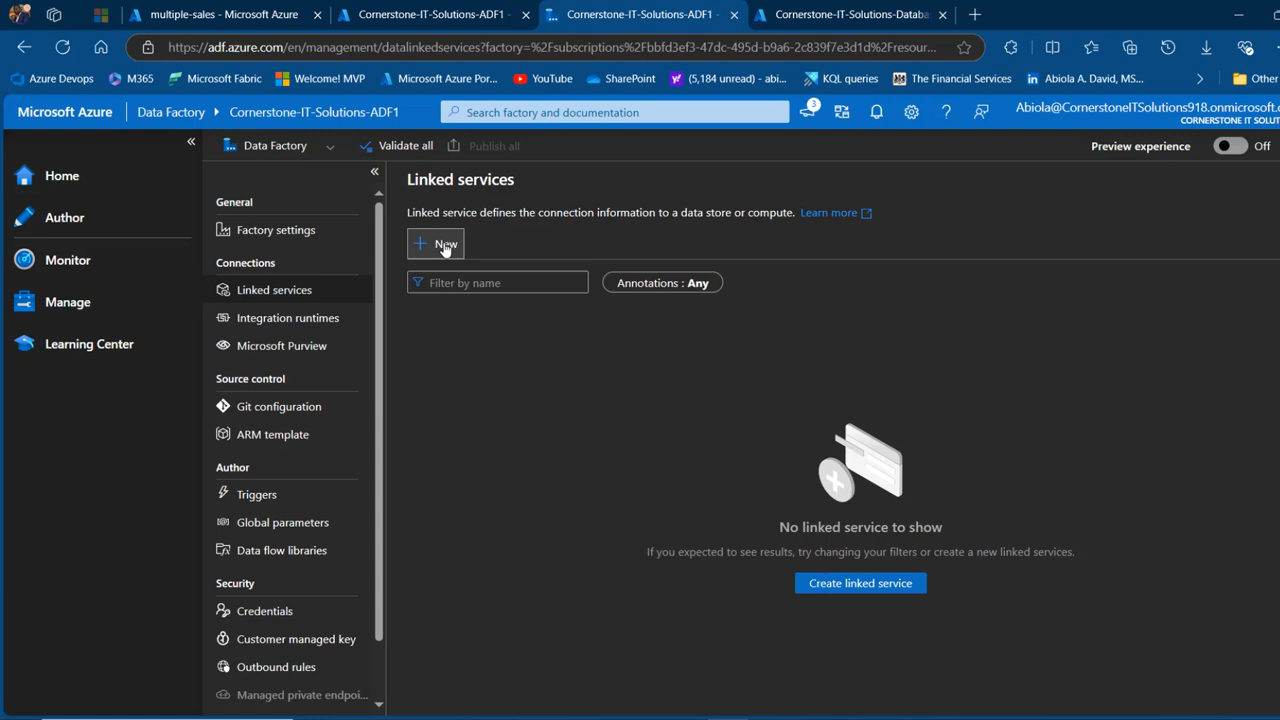 multiple-sales - Microsoft Azure
Cornerstone-IT-Solutions-ADF1 -
Cornerstone-IT-Solutions-ADF1 -
Cornerstone-IT-Solutions-Databa
https://adf.azure.com/en/management/datalinkedservices?factory=%2Fsubscriptions%2Fbbfd3ef3-47dc-495d-b9a6-2c839f7e3d1d%2Fresour...
Azure Devops
M365
Microsoft Fabric
Welcome! MVP
Microsoft Azure Por...
YouTube
SharePoint
(5,184 unread) - abi...
KQL queries
The Financial Services
Abiola A. David, MS...
Other
Microsoft Azure
Data Factory
Cornerstone-IT-Solutions-ADF1
Search factory and documentation
3
Abiola@CornerstoneITSolutions918.onmicrosoft.
CORNERSTONE IT SOLUT
Home
Author
Monitor
Manage
Learning Center
Data Factory
Validate all
Publish all
Preview experience
Off
General
Factory settings
Connections
Linked services
Integration runtimes
Microsoft Purview
Source control
Git configuration
ARM template
Author
Triggers
Global parameters
Data flow libraries
Security
Credentials
Customer managed key
Outbound rules
Managed private endpoi...
Linked services
Linked service defines the connection information to a data store or compute. Learn more
New
Filter by name
Annotations : Any
No linked service to show
If you expected to see results, try changing your filters or create a new linked services.
Create linked service